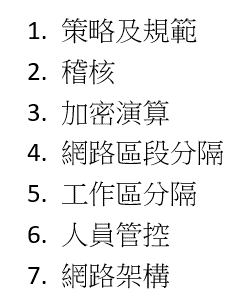 1. 策略及規範
2. 稽核
3. 加密演算
4. 網路區段分隔
5. 工作區分隔
6. 人員管控
7. 網路架構